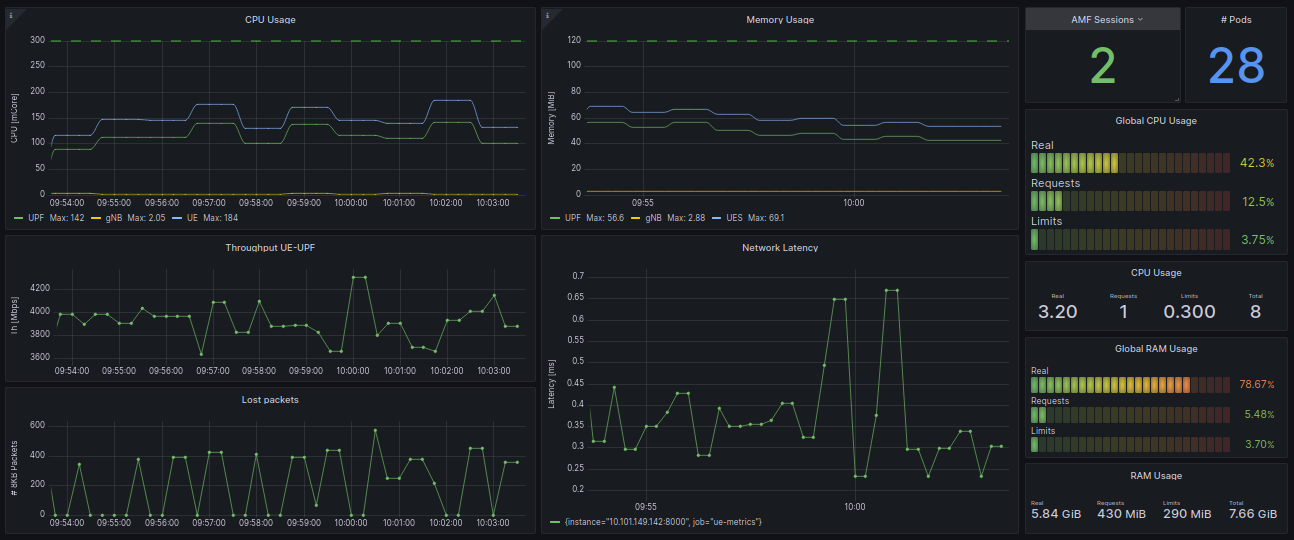 CPU Usage
CPU [mCore]
300
250
200
150
100
50
0
09:54:00 09:55:00 09:56:00 09:57:00 09:58:00 09:59:00 10:00:00 10:01:00 10:02:00 10:03:00
UPF Max: 142 gNB Max: 2.05 UE Max: 184
Memory Usage
Memory [MiB]
120
100
80
60
40
20
0
09:55 10:00
UPF Max: 56.6 gNB Max: 2.88 UES Max: 69.1
AMF Sessions
2
# Pods
28
Global CPU Usage
Real
42.3%
Requests
12.5%
Limits
3.75%
Throughput UE-UPF
Th [Mbps]
4200
4000
3800
3600
09:54:00 09:55:00 09:56:00 09:57:00 09:58:00 09:59:00 10:00:00 10:01:00 10:02:00 10:03:00
Network Latency
Latency [ms]
0.7
0.65
0.6
0.55
0.5
0.45
0.4
0.35
0.3
0.25
0.2
09:55 10:00
{instance="10.101.149.142:8000", job="ue-metrics"}
CPU Usage
Real Requests Limits Total
3.20 1 0.300 8
Global RAM Usage
Real
78.67%
Requests
5.48%
Limits
3.70%
Lost packets
# 8KB Packets
600
400
200
0
09:54:00 09:55:00 09:56:00 09:57:00 09:58:00 09:59:00 10:00:00 10:01:00 10:02:00 10:03:00
RAM Usage
Real Requests Limits Total
5.84 GiB 430 MiB 290 MiB 7.66 GiB